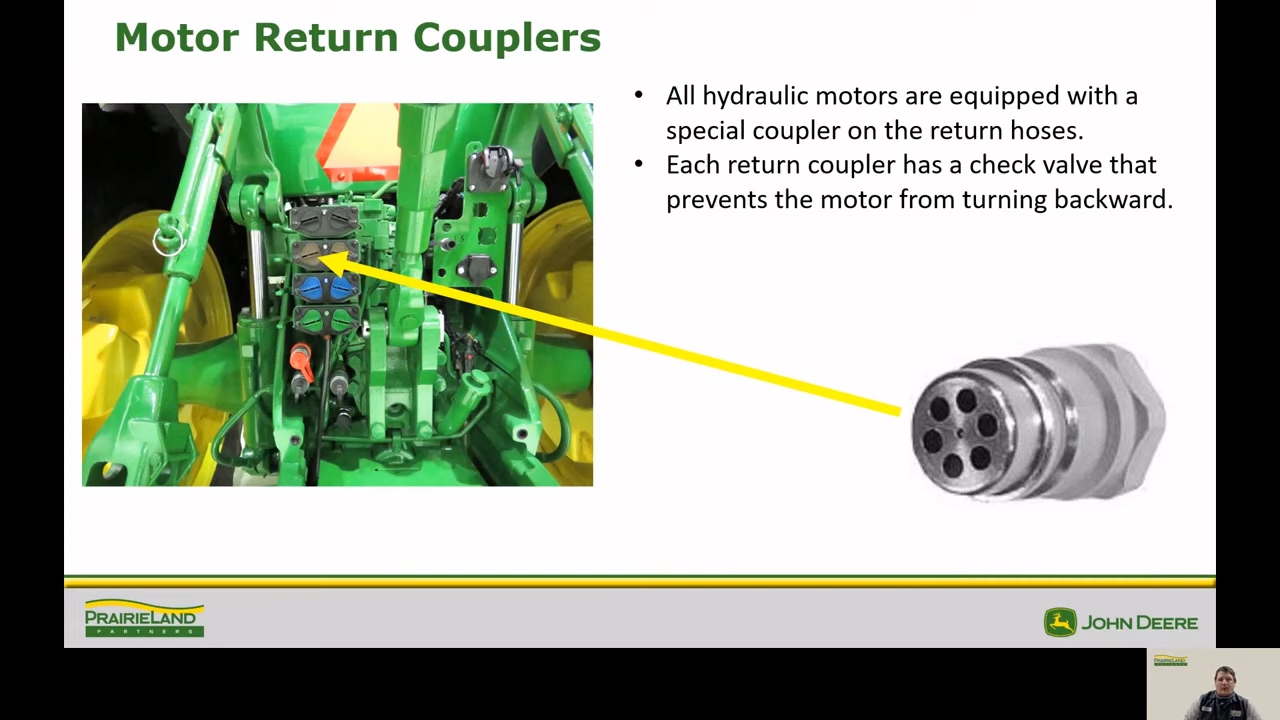 Motor Return Couplers
• All hydraulic motors are equipped with a
special coupler on the return hoses.
• Each return coupler has a check valve that
prevents the motor from turning backward.
PRAIRIELAND
PARTNERS
JOHN DEERE
PRAIRIELAND